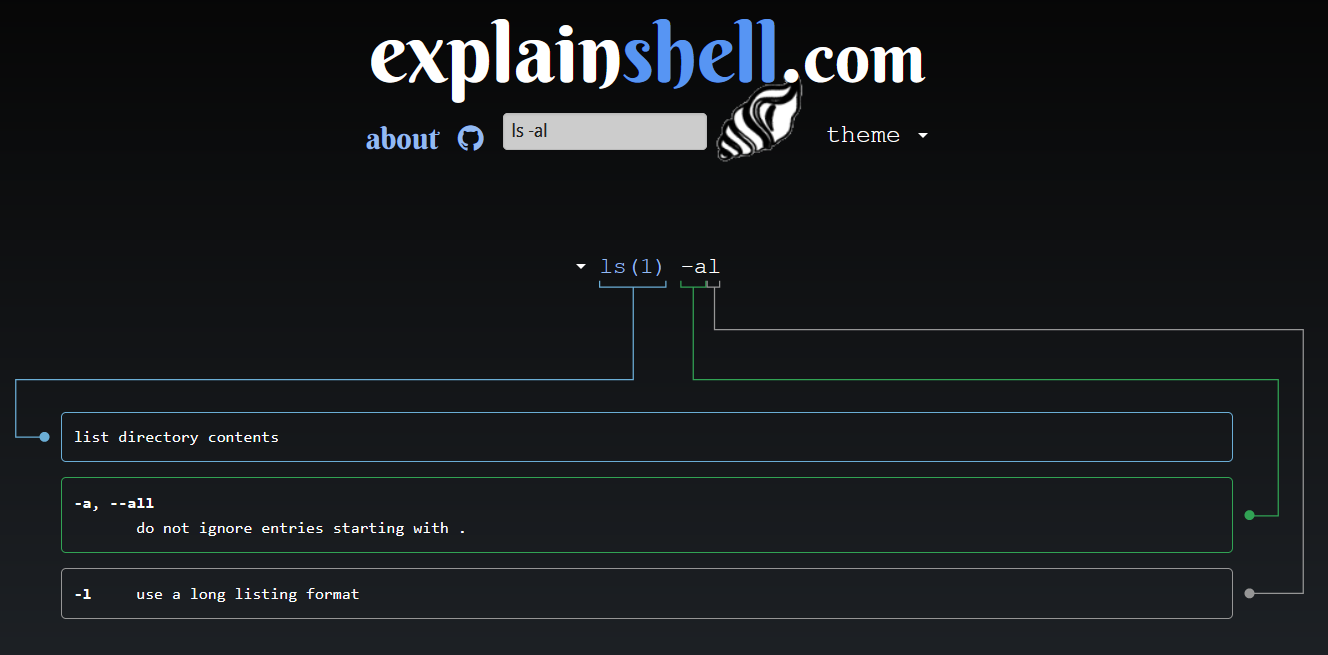 explainshell.com
about ls -al theme
ls(1) -al
list directory contents
-a, --all
do not ignore entries starting with .
-l use a long listing format